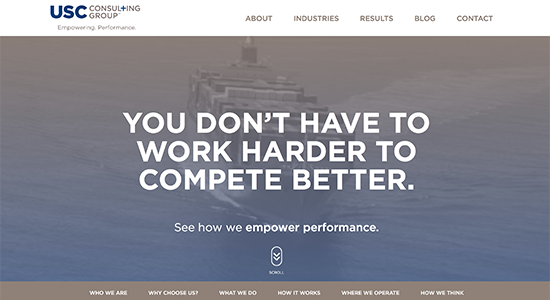 USC CONSULTING GROUP
Empowering. Performance.
ABOUT INDUSTRIES RESULTS BLOG CONTACT
YOU DON'T HAVE TO
WORK HARDER TO
COMPETE BETTER.
See how we empower performance.
SCROLL
WHO WE ARE WHY CHOOSE US? WHAT WE DO HOW IT WORKS WHERE WE OPERATE HOW WE THINK